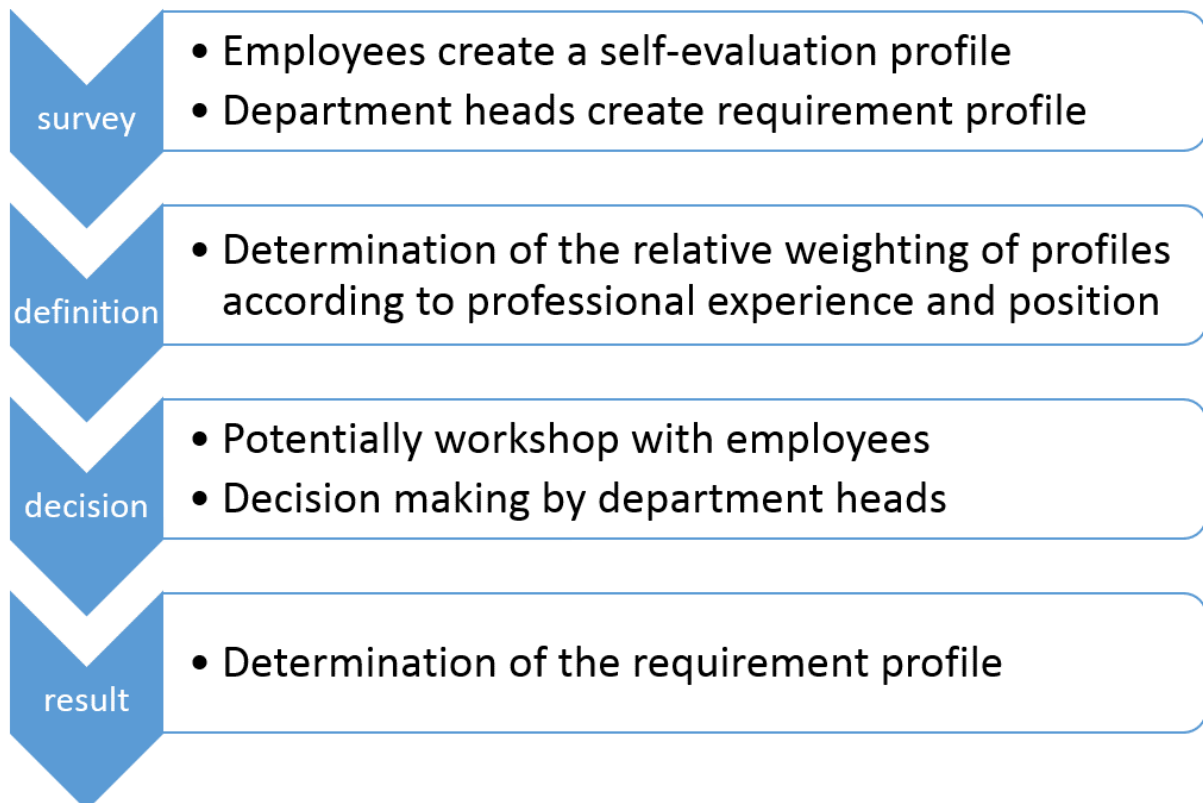 survey
• Employees create a self-evaluation profile
• Department heads create requirement profile
definition
• Determination of the relative weighting of profiles
according to professional experience and position
decision
• Potentially workshop with employees
• Decision making by department heads
result
• Determination of the requirement profile